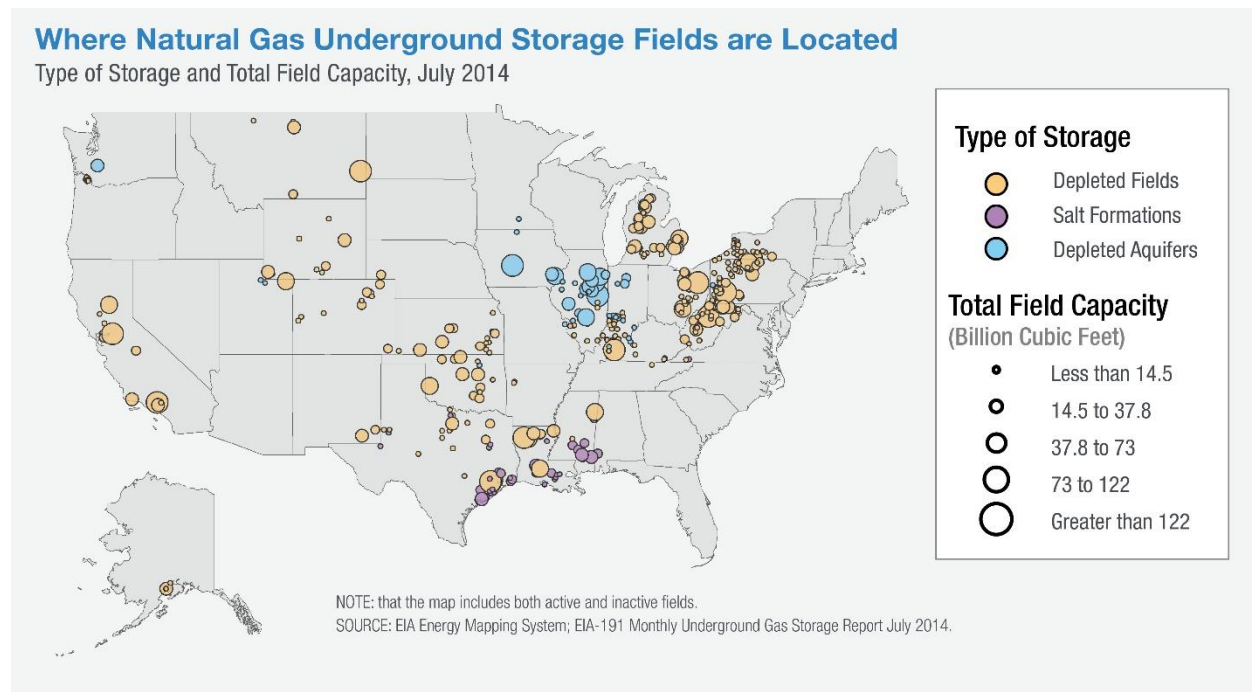 Where Natural Gas Underground Storage Fields are Located
Type of Storage and Total Field Capacity, July 2014
Type of Storage
Depleted Fields
Salt Formations
Depleted Aquifers
Total Field Capacity
(Billion Cubic Feet)
Less than 14.5
14.5 to 37.8
37.8 to 73
73 to 122
Greater than 122
NOTE: that the map includes both active and inactive fields.
SOURCE: EIA Energy Mapping System; EIA-191 Monthly Underground Gas Storage Report July 2014.